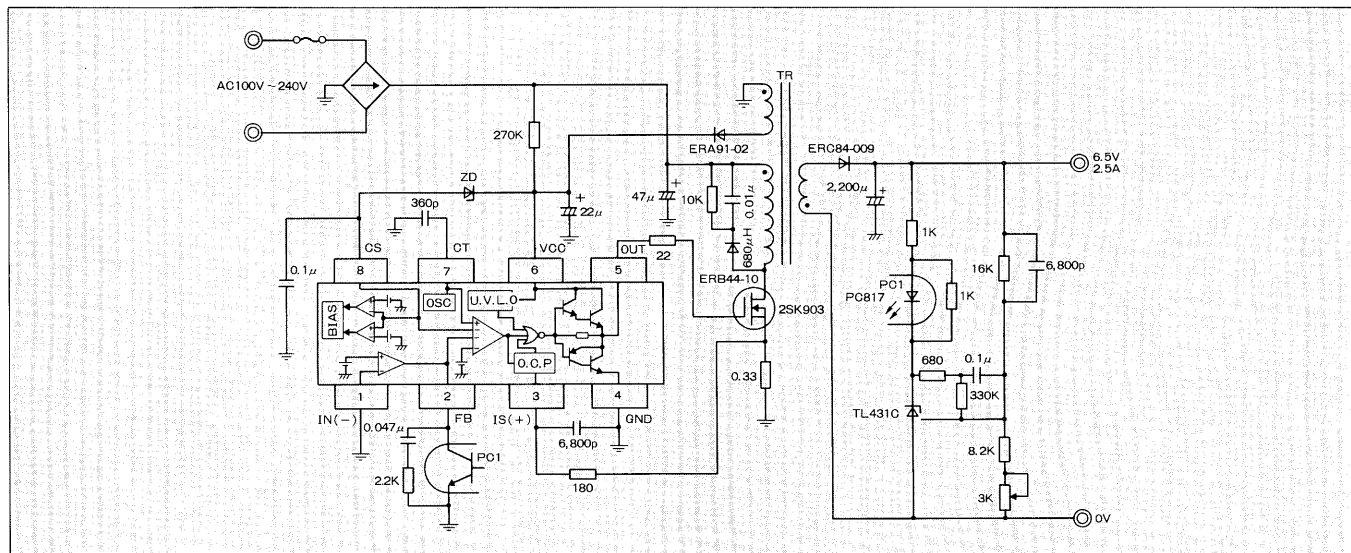 TR
AC100V ~ 240V
270K
ERA91-02
ERC84-009
6.5V
2.5A
ZD
360p
22μ
47μ
10K
0.01μ
680μH
2,200μ
1K
16K
6,800p
CS
CT
VCC
OUT
22
ERB44-10
PC1
PC817
1K
0.1μ
8
7
6
5
2SK903
BIAS
OSC
U.V.L.O
O.C.P
0.33
680
0.1μ
330K
TL431C
1
2
3
4
IN(-)
FB
IS(+)
GND
0.047μ
6,800p
8.2K
PC1
2.2K
180
3K
0V